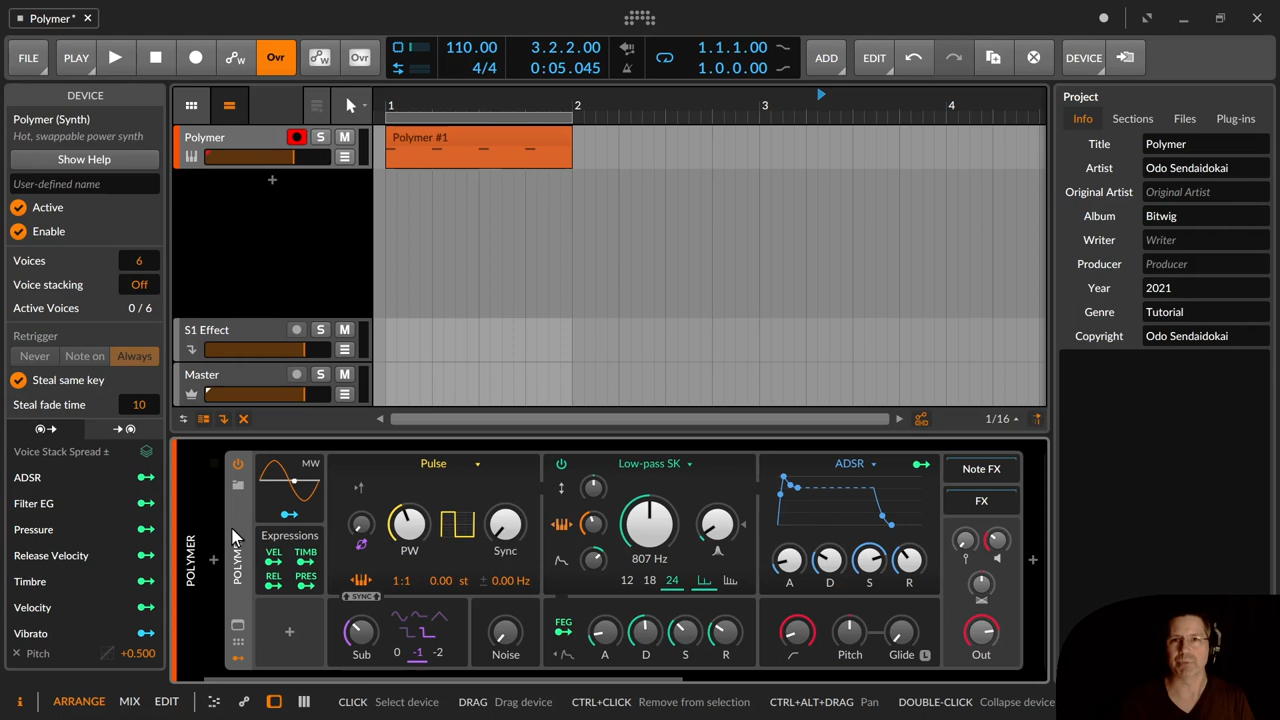 Polymer*
FILE
PLAY
Ovr
Ovr
110.00
4/4
3.2.2.00
0:05.045
1.1.1.00
1.0.0.00
ADD
EDIT
DEVICE
DEVICE
Polymer (Synth)
Hot, swappable power synth
Show Help
User-defined name
Active
Enable
Voices 6
Voice stacking Off
Active Voices 0 / 6
Retrigger
Never Note on Always
Steal same key
Steal fade time 10
Voice Stack Spread ±
ADSR
Filter EG
Pressure
Release Velocity
Timbre
Velocity
Vibrato
Pitch +0.500
1 2 3 4
Polymer
Polymer #1
S M
S1 Effect
S M
Master
S M
1/16
Project
Info Sections Files Plug-ins
Title Polymer
Artist Odo Sendaidokai
Original Artist Original Artist
Album Bitwig
Writer Writer
Producer Producer
Year 2021
Genre Tutorial
Copyright Odo Sendaidokai
POLYMER
POLYMER
MW
Expressions
VEL TIMB
REL PRES
Pulse
PW
Sync
1:1 0.00 st ± 0.00 Hz
SYNC
Sub
0 -1 -2
Noise
Low-pass SK
807 Hz
12 18 24
FEG
A D S R
ADSR
A D S R
Pitch Glide L
Note FX
FX
Out
ARRANGE MIX EDIT
CLICK Select device DRAG Drag device CTRL+CLICK Remove from selection CTRL+ALT+DRAG Pan DOUBLE-CLICK Collapse device